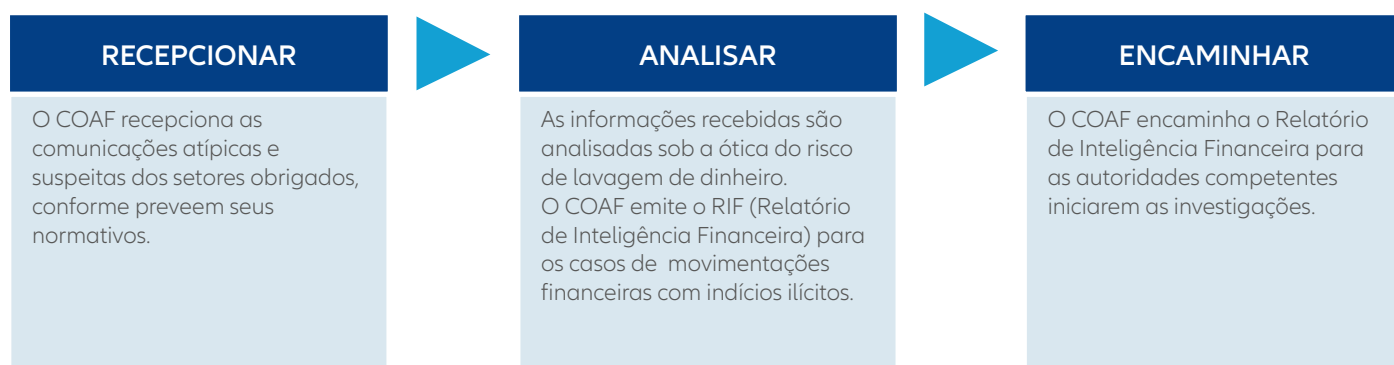 RECEPCIONAR
O COAF recepciona as
comunicações atípicas e
suspeitas dos setores obrigados,
conforme preveem seus
normativos.
ANALISAR
As informações recebidas são
analisadas sob a ótica do risco
de lavagem de dinheiro.
O COAF emite o RIF (Relatório
de Inteligência Financeira) para
os casos de movimentações
financeiras com indícios ilícitos.
ENCAMINHAR
O COAF encaminha o Relatório
de Inteligência Financeira para
as autoridades competentes
iniciarem as investigações.